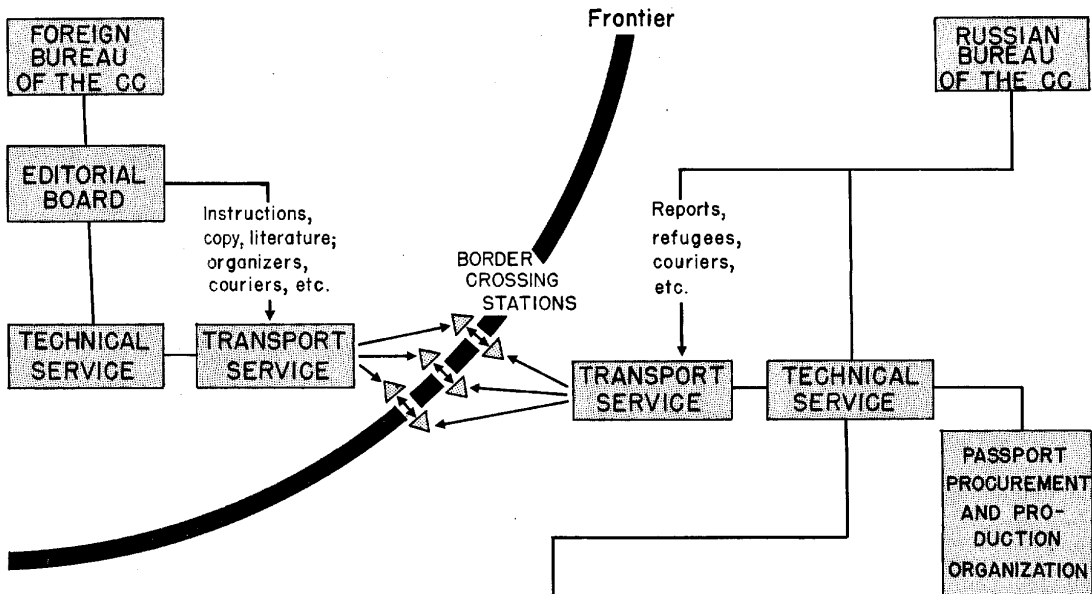 Frontier
FOREIGN
BUREAU
OF THE CC
RUSSIAN
BUREAU
OF THE CC
EDITORIAL
BOARD
Instructions,
copy, literature;
organizers,
couriers, etc.
Reports,
refugees,
couriers,
etc.
BORDER
CROSSING
STATIONS
TECHNICAL
SERVICE
TRANSPORT
SERVICE
TRANSPORT
SERVICE
TECHNICAL
SERVICE
PASSPORT
PROCUREMENT
AND PRO-
DUCTION
ORGANIZATION